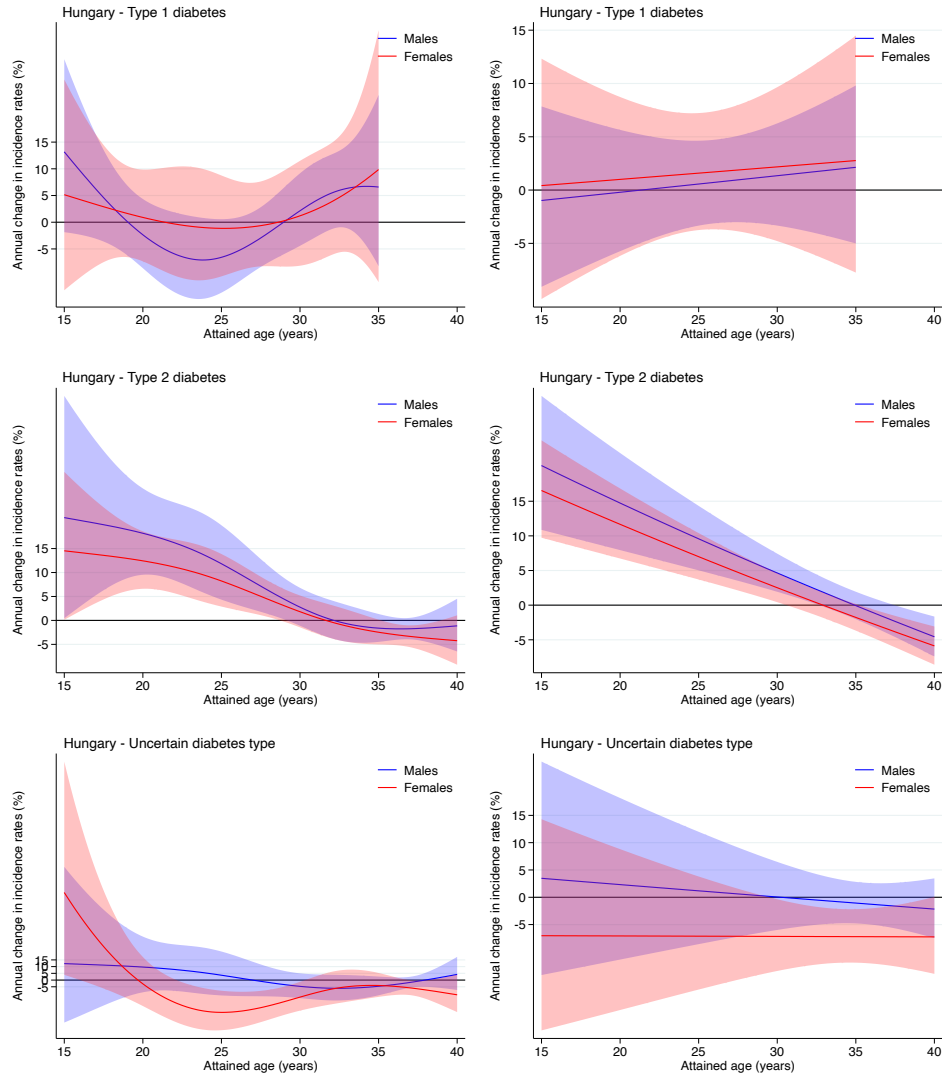 Hungary - Type 1 diabetes
Males
Females
Annual change in incidence rates (%)
15
10
5
0
-5
15 20 25 30 35 40
Attained age (years)
Hungary - Type 1 diabetes
Males
Females
Annual change in incidence rates (%)
15
10
5
0
-5
15 20 25 30 35 40
Attained age (years)
Hungary - Type 2 diabetes
Males
Females
Annual change in incidence rates (%)
15
10
5
0
-5
15 20 25 30 35 40
Attained age (years)
Hungary - Type 2 diabetes
Males
Females
Annual change in incidence rates (%)
15
10
5
0
-5
15 20 25 30 35 40
Attained age (years)
Hungary - Uncertain diabetes type
Males
Females
Annual change in incidence rates (%)
15
10
5
0
-5
15 20 25 30 35 40
Attained age (years)
Hungary - Uncertain diabetes type
Males
Females
Annual change in incidence rates (%)
15
10
5
0
-5
15 20 25 30 35 40
Attained age (years)